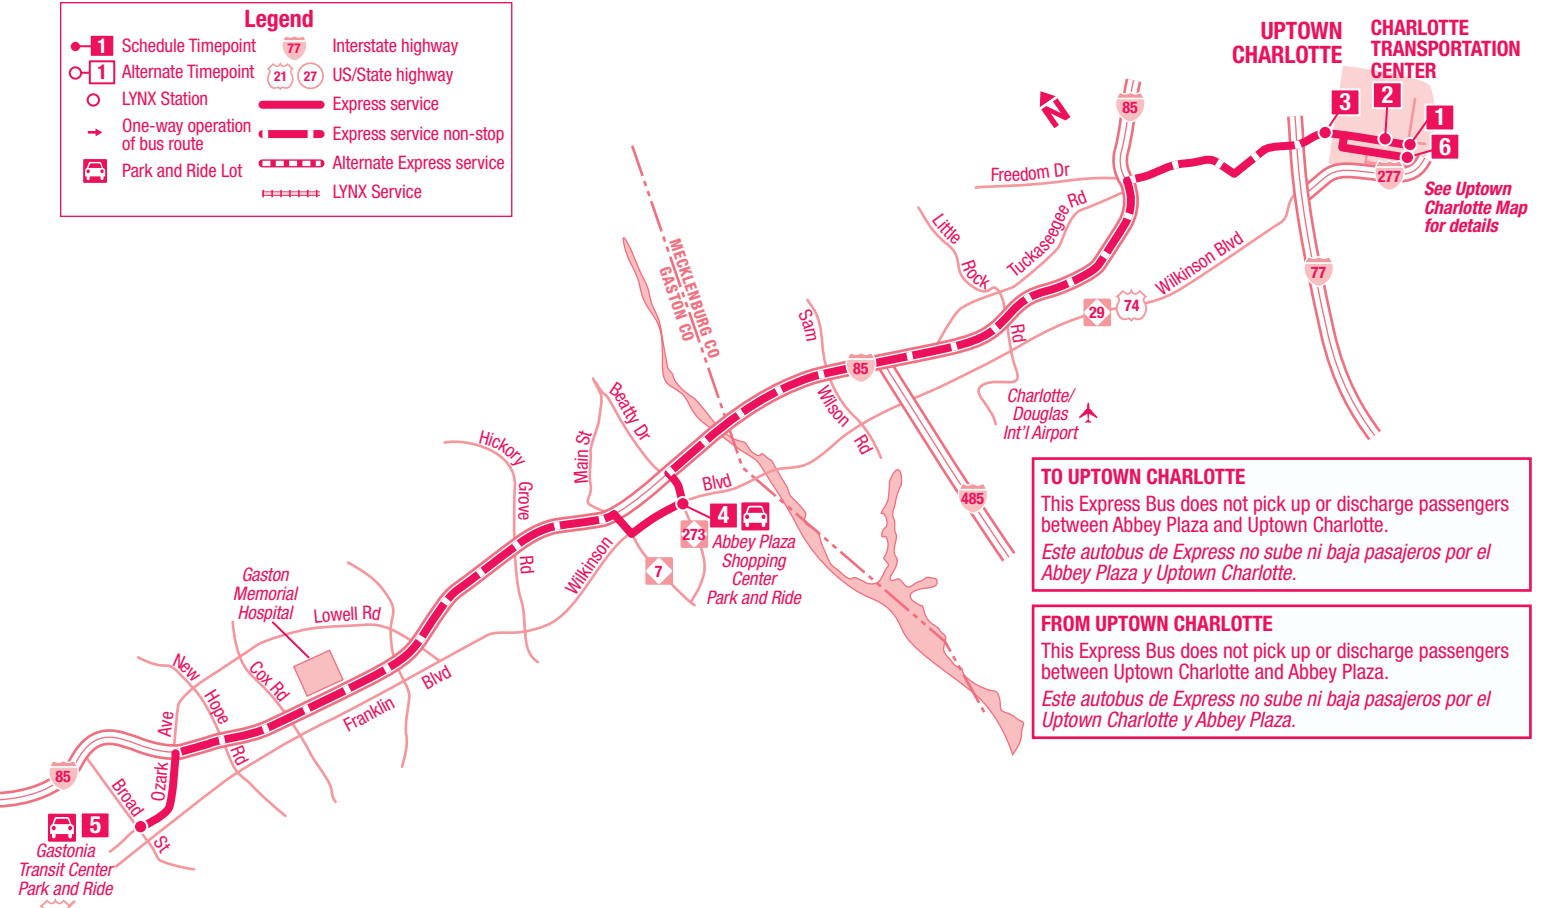 Legend
1 Schedule Timepoint
1 Alternate Timepoint
LYNX Station
One-way operation
of bus route
Park and Ride Lot
77 Interstate highway
21 27 US/State highway
Express service
Express service non-stop
Alternate Express service
LYNX Service
UPTOWN
CHARLOTTE
CHARLOTTE
TRANSPORTATION
CENTER
3
2
1
6
277
See Uptown
Charlotte Map
for details
N
85
Freedom Dr
Tuckaseegee Rd
Little
Rock
Rd
Wilkinson Blvd
77
29
74
MECKLENBURG CO
GASTON CO
Sam
Wilson
Rd
85
Charlotte/
Douglas
Int'l Airport
485
Beatty Dr
Main St
Hickory
Grove
Rd
Blvd
Wilkinson
4
273
7
Abbey Plaza
Shopping
Center
Park and Ride
Gaston
Memorial
Hospital
Lowell Rd
New
Hope
Rd
Cox Rd
Franklin
Blvd
Ave
Ozark
85
Broad
St
5
Gastonia
Transit Center
Park and Ride
TO UPTOWN CHARLOTTE
This Express Bus does not pick up or discharge passengers
between Abbey Plaza and Uptown Charlotte.
Este autobus de Express no sube ni baja pasajeros por el
Abbey Plaza y Uptown Charlotte.
FROM UPTOWN CHARLOTTE
This Express Bus does not pick up or discharge passengers
between Uptown Charlotte and Abbey Plaza.
Este autobus de Express no sube ni baja pasajeros por el
Uptown Charlotte y Abbey Plaza.